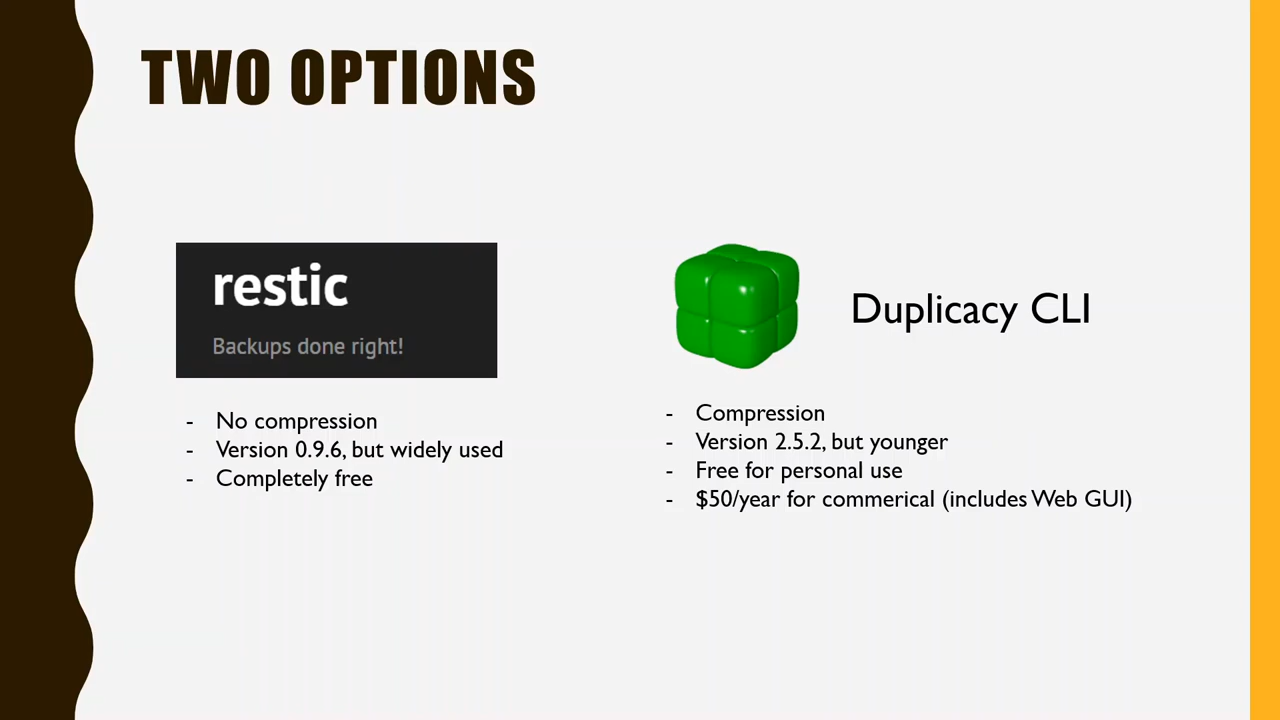 TWO OPTIONS
restic
Backups done right!
- No compression
- Version 0.9.6, but widely used
- Completely free
Duplicacy CLI
- Compression
- Version 2.5.2, but younger
- Free for personal use
- $50/year for commerical (includes Web GUI)